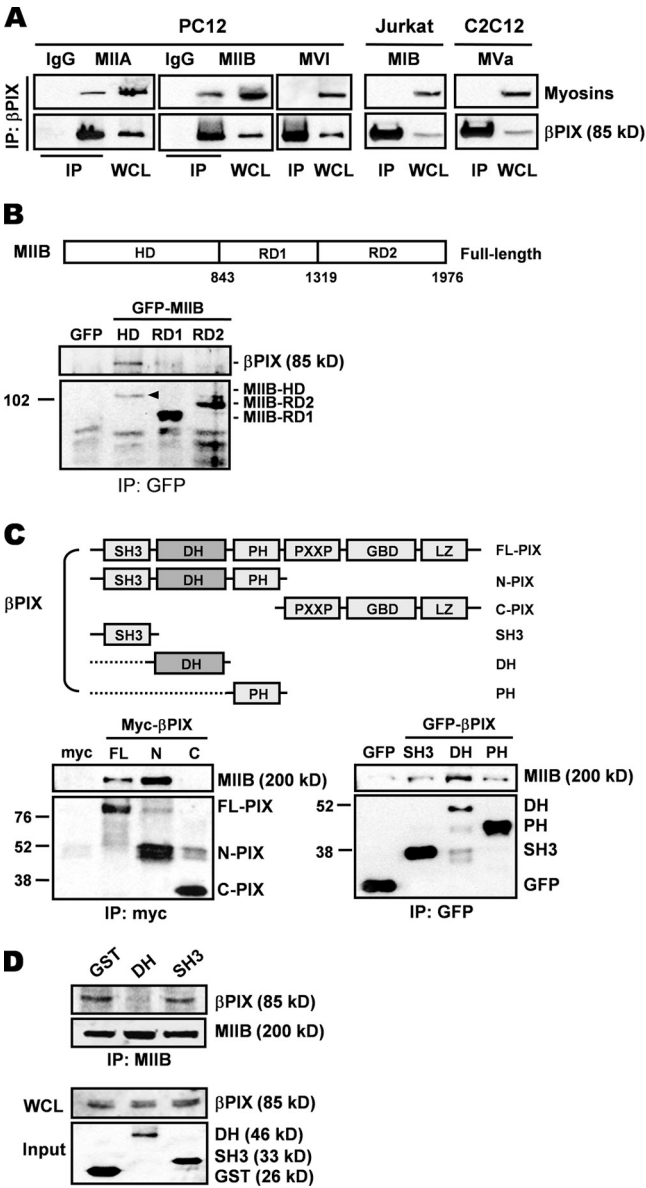 A
PC12 Jurkat C2C12
IgG MIIA IgG MIIB MVI MIB MVa
IP: βPIX
Myosins
βPIX (85 kD)
IP WCL IP WCL IP WCL IP WCL IP WCL
B
MIIB HD RD1 RD2 Full-length
843 1319 1976
GFP-MIIB
GFP HD RD1 RD2
- βPIX (85 kD)
102
- MIIB-HD
- MIIB-RD2
- MIIB-RD1
IP: GFP
C
βPIX
SH3 DH PH PXXP GBD LZ FL-PIX
SH3 DH PH N-PIX
PXXP GBD LZ C-PIX
SH3 SH3
DH DH
PH PH
Myc-βPIX
myc FL N C
MIIB (200 kD)
76
52
38
FL-PIX
N-PIX
C-PIX
IP: myc
GFP-βPIX
GFP SH3 DH PH
MIIB (200 kD)
52
38
DH
PH
SH3
GFP
IP: GFP
D
GST DH SH3
βPIX (85 kD)
MIIB (200 kD)
IP: MIIB
WCL βPIX (85 kD)
Input
DH (46 kD)
SH3 (33 kD)
GST (26 kD)